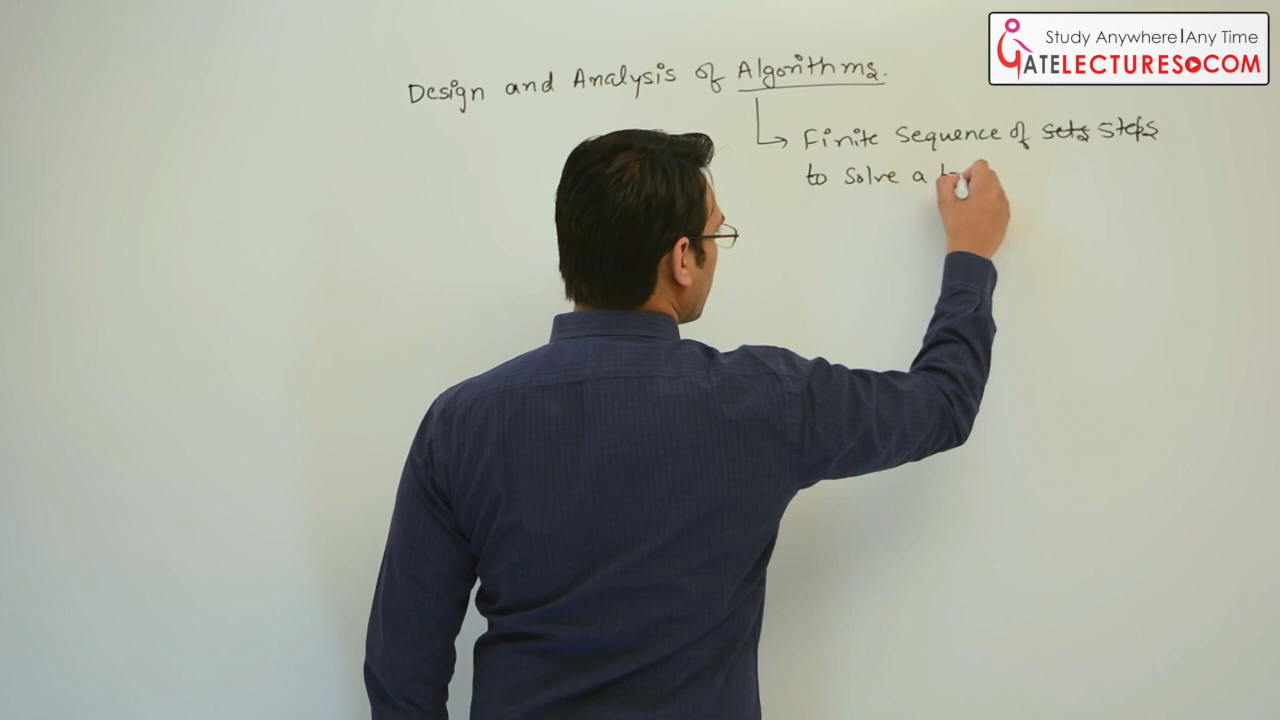 Study Anywhere|Any Time
GATELECTURES.COM
Design and Analysis of Algorithms.
Finite Sequence of sets Steps
to solve a